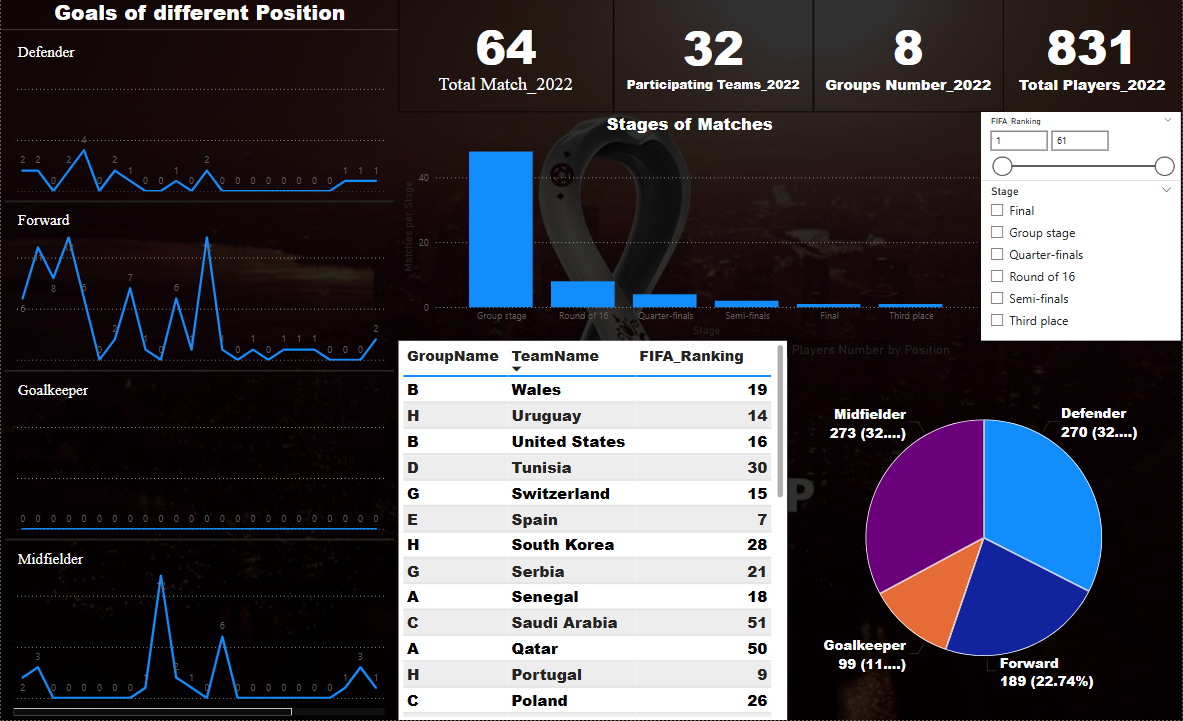 Goals of different Position
Defender
2 2 0 2 4 0 2 1 0 0 1 0 2 0 0 0 0 0 0 0 0 1 1 1
Forward
6
6 8 6 0 2 7 1 0 6 1 12 1 0 1 0 1 1 1 0 0 0 2
Goalkeeper
0 0 0 0 0 0 0 0 0 0 0 0 0 0 0 0 0 0 0 0 0 0 0 0
Midfielder
2 3 0 0 0 0 0 0 1 12 2 1 0 6 0 0 0 0 0 0 0 1 3 1
64
Total Match_2022
32
Participating Teams_2022
8
Groups Number_2022
831
Total Players_2022
Stages of Matches
Matches per Stage
40
20
0
Group stage
Round of 16
Quarter-finals
Semi-finals
Final
Third place
Stage
FIFA_Ranking
1
61
Stage
Final
Group stage
Quarter-finals
Round of 16
Semi-finals
Third place
GroupName TeamName FIFA_Ranking
B Wales 19
H Uruguay 14
B United States 16
D Tunisia 30
G Switzerland 15
E Spain 7
H South Korea 28
G Serbia 21
A Senegal 18
C Saudi Arabia 51
A Qatar 50
H Portugal 9
C Poland 26
Players Number by Position
Midfielder
273 (32....)
Defender
270 (32....)
Goalkeeper
99 (11....)
Forward
189 (22.74%)
P